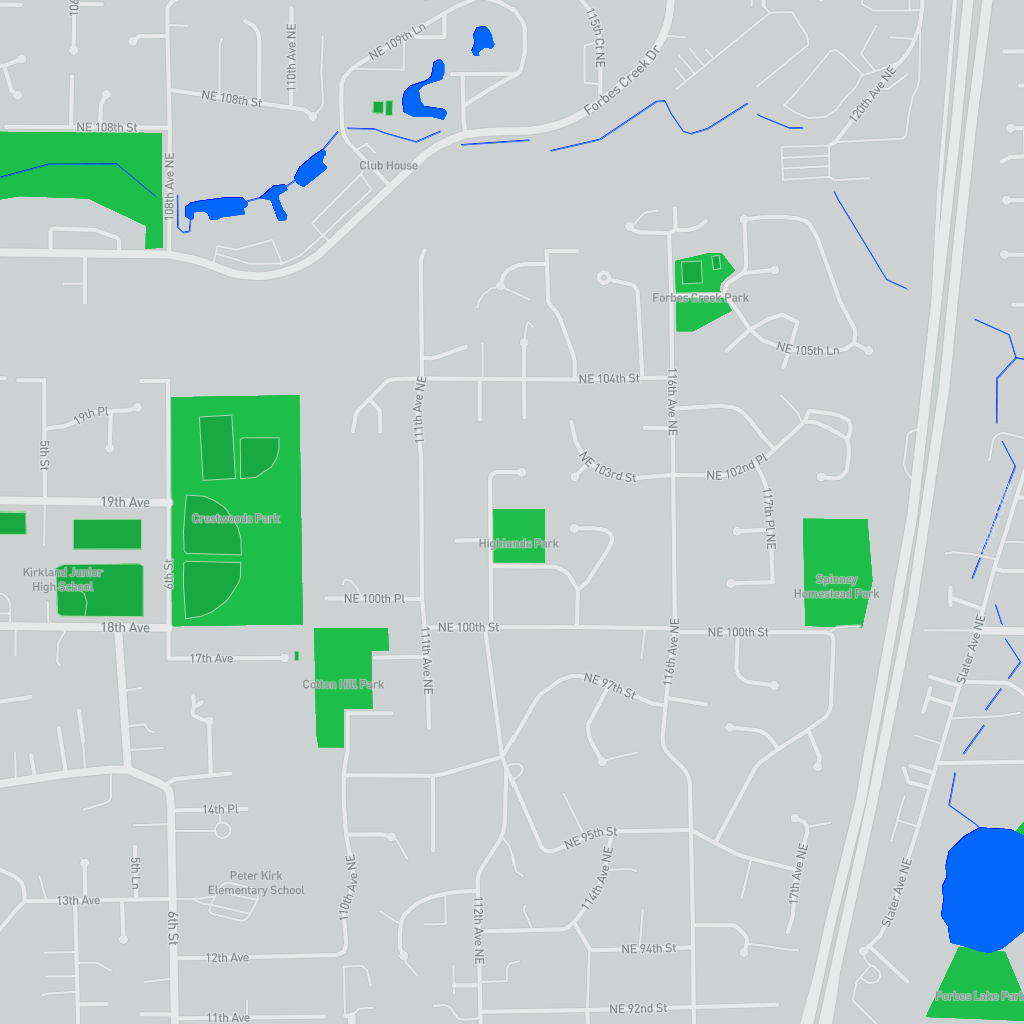 106
NE 109th Ln
110th Ave NE
115th Ct NE
Forbes Creek Dr
120th Ave NE
NE 108th St
NE 108th St
108th Ave NE
Club House
Forbes Creek Park
NE 105th Ln
NE 104th St
111th Ave NE
116th Ave NE
19th Pl
5th St
NE 103rd St
NE 102nd Pl
117th Pl NE
19th Ave
Crestwoods Park
Highlands Park
6th St
Kirkland Junior
High School
Spinney
Homestead Park
NE 100th Pl
18th Ave
NE 100th St
NE 100th St
111th Ave NE
116th Ave NE
Slater Ave NE
17th Ave
Cotton Hill Park
NE 97th St
14th Pl
NE 95th St
5th Ln
Peter Kirk
Elementary School
110th Ave NE
114th Ave NE
17th Ave NE
Slater Ave NE
13th Ave
6th St
112th Ave NE
NE 94th St
12th Ave
Forbes Lake Park
NE 92nd St
11th Ave